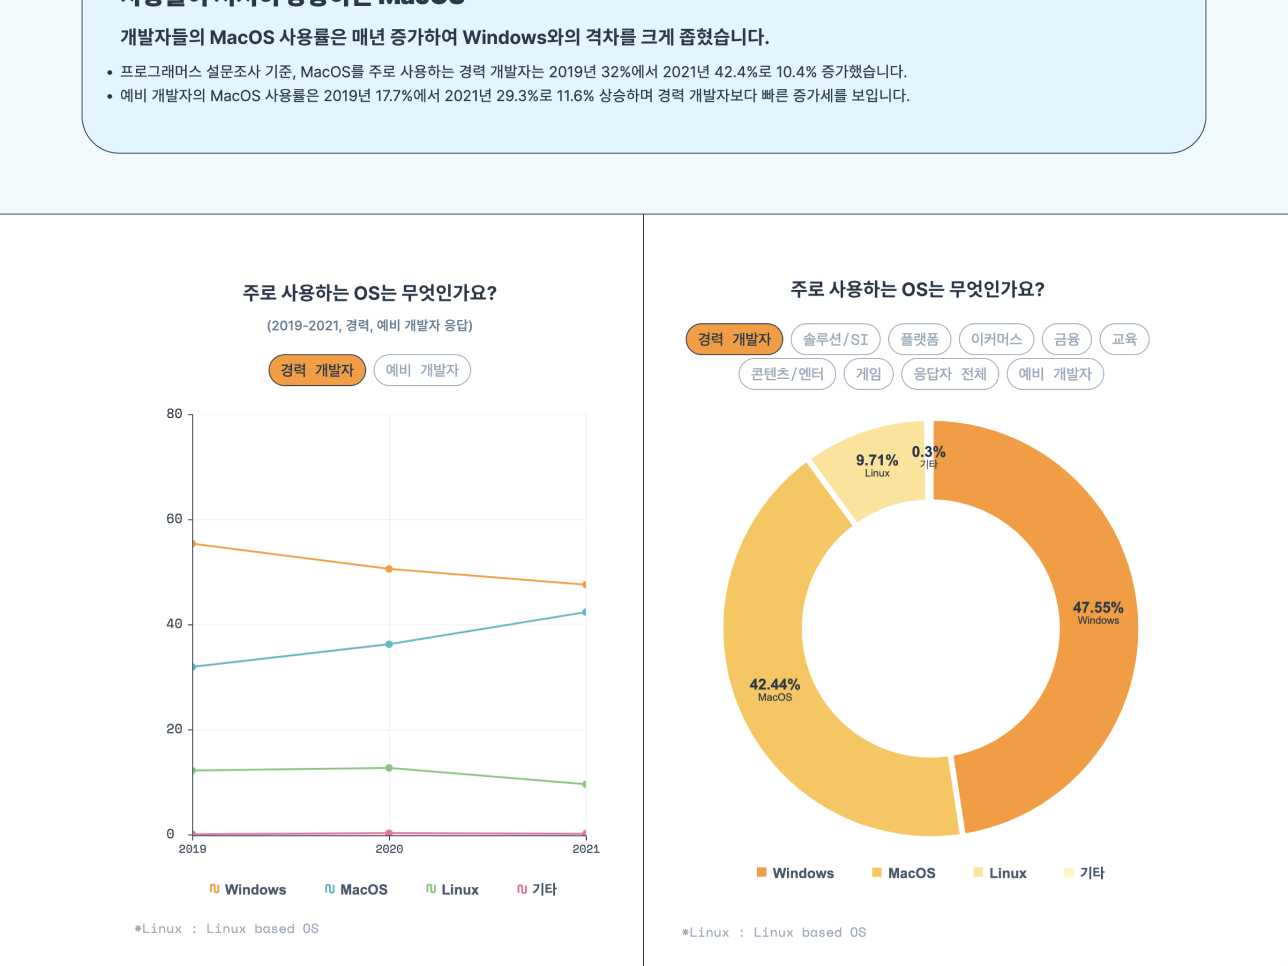 MacOS
개발자들의 MacOS 사용률은 매년 증가하여 Windows와의 격차를 크게 좁혔습니다.
• 프로그래머스 설문조사 기준, MacOS를 주로 사용하는 경력 개발자는 2019년 32%에서 2021년 42.4%로 10.4% 증가했습니다.
• 예비 개발자의 MacOS 사용률은 2019년 17.7%에서 2021년 29.3%로 11.6% 상승하며 경력 개발자보다 빠른 증가세를 보입니다.
주로 사용하는 OS는 무엇인가요?
(2019-2021, 경력, 예비 개발자 응답)
경력 개발자
예비 개발자
80
60
40
20
0
2019
2020
2021
Windows
MacOS
Linux
기타
*Linux : Linux based OS
주로 사용하는 OS는 무엇인가요?
경력 개발자
솔루션/SI
플랫폼
이커머스
금융
교육
콘텐츠/엔터
게임
응답자 전체
예비 개발자
9.71%
Linux
0.3%
기타
47.55%
Windows
42.44%
MacOS
Windows
MacOS
Linux
기타
*Linux : Linux based OS